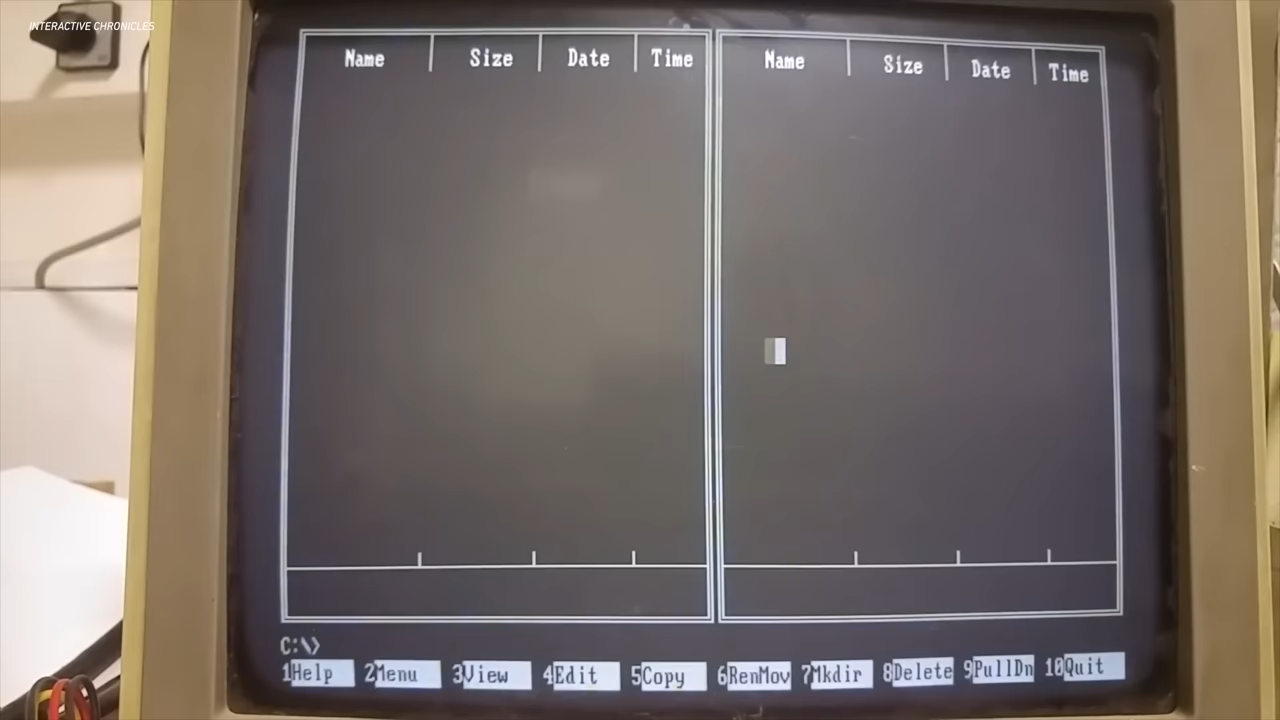 INTERACTIVE CHRONICLES
Name Size Date Time Name Size Date Time
C:\>
1Help 2Menu 3View 4Edit 5Copy 6RenMov 7Mkdir 8Delete 9PullDn 10Quit